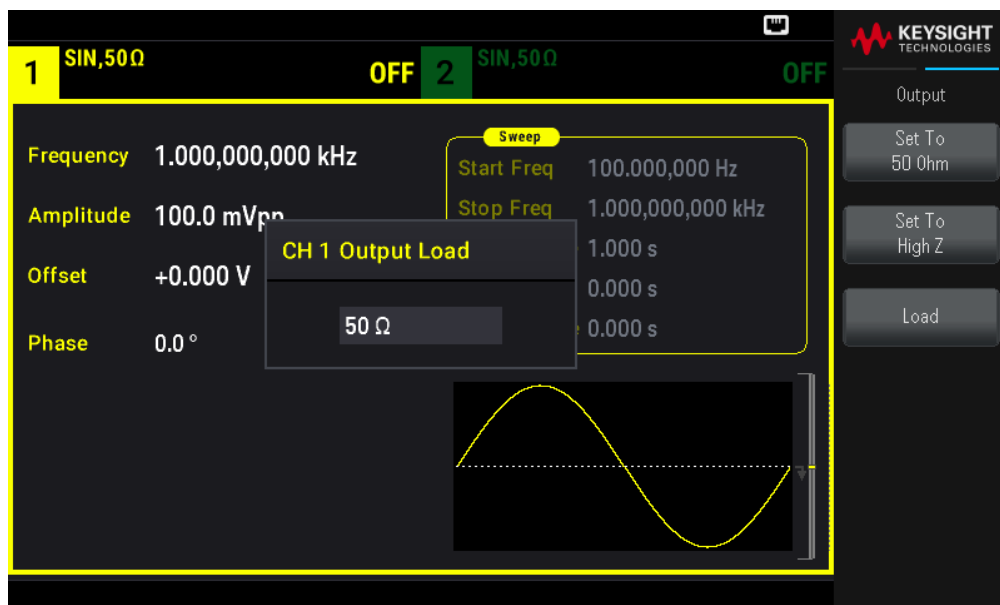 KEYSIGHT
TECHNOLOGIES
1 SIN,50Ω OFF 2 SIN,50Ω OFF
Output
Frequency 1.000,000,000 kHz
Amplitude 100.0 mVpp
Offset +0.000 V
Phase 0.0 °
Sweep
Start Freq 100.000,000 Hz
Stop Freq 1.000,000,000 kHz
1.000 s
0.000 s
0.000 s
CH 1 Output Load
50 Ω
Set To
50 Ohm
Set To
High Z
Load